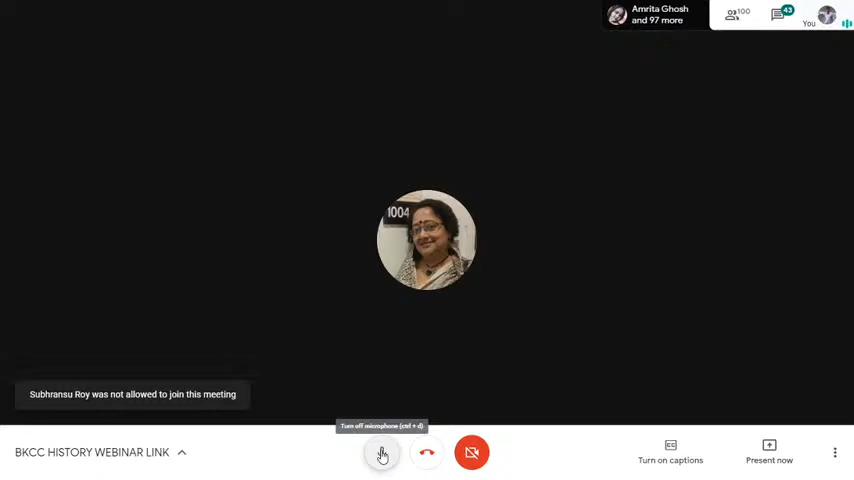 Amrita Ghosh
and 97 more
100
43
You
1004
Subhransu Roy was not allowed to join this meeting
Turn off microphone (ctrl + d)
BKCC HISTORY WEBINAR LINK
Turn on captions
Present now